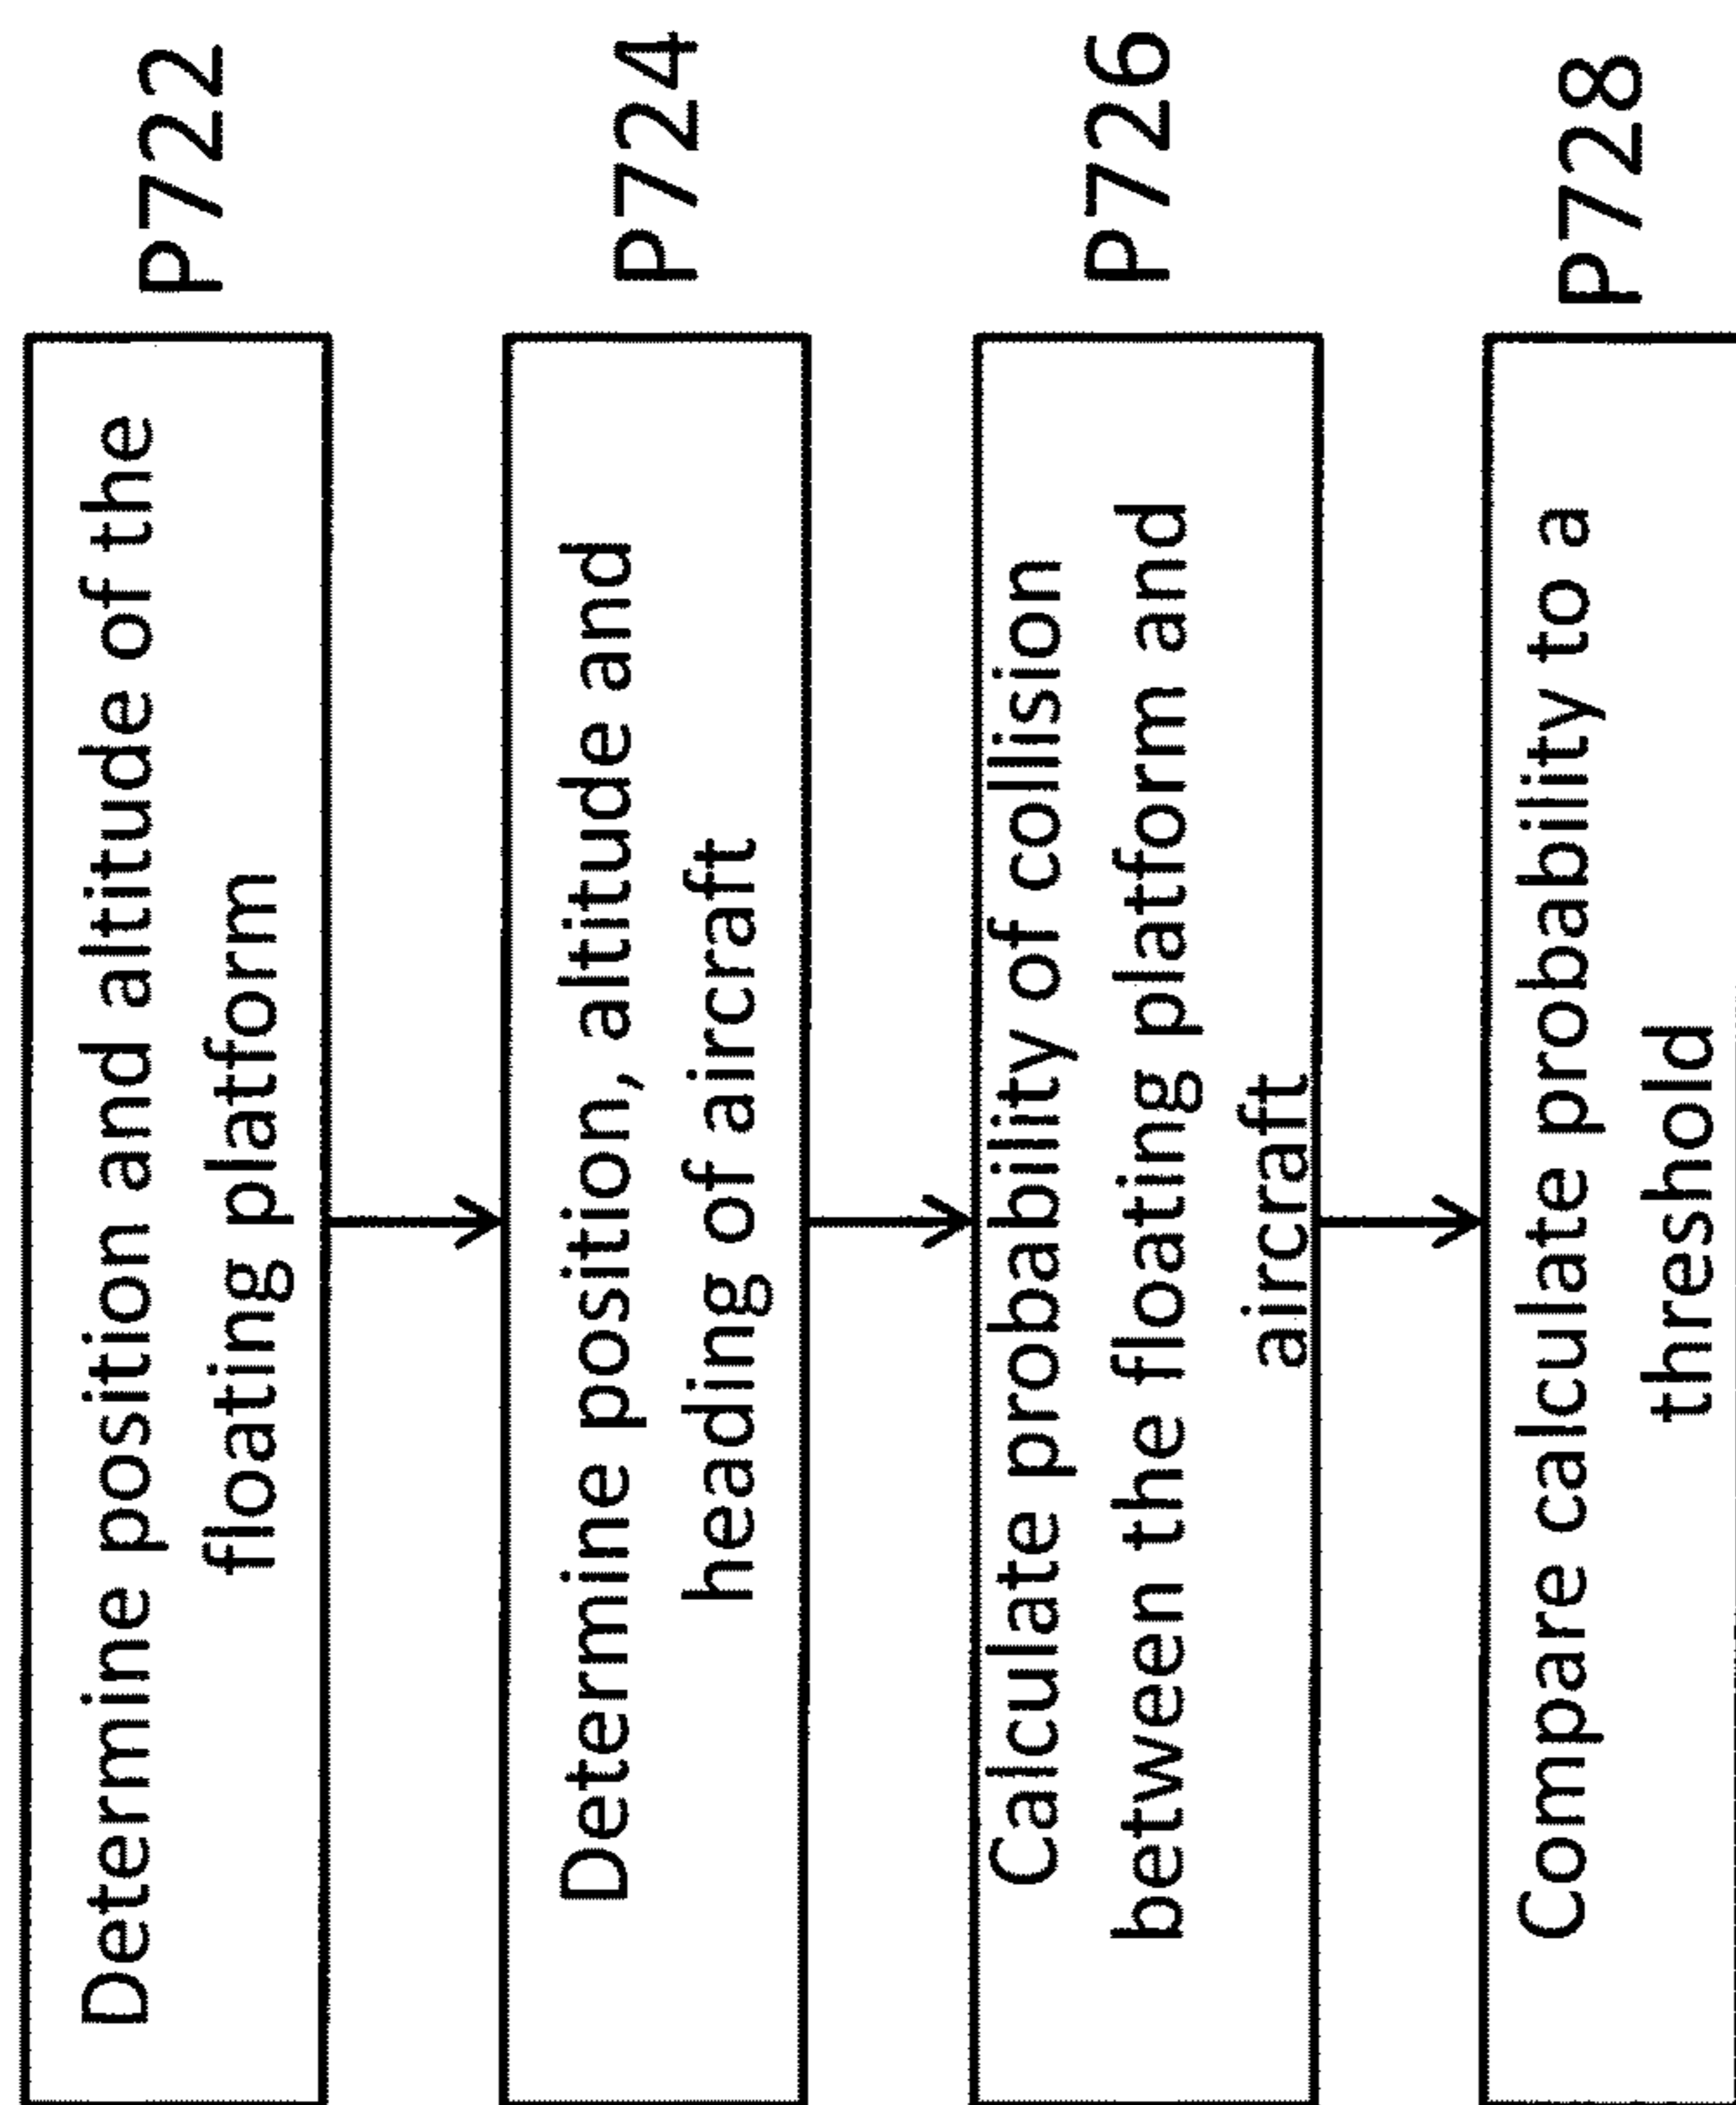 Determine position and altitude of the
floating platform
P722
Determine position, altitude and
heading of aircraft
P724
Calculate probability of collision
between the floating platform and
aircraft
P726
Compare calculate probability to a
threshold
P728